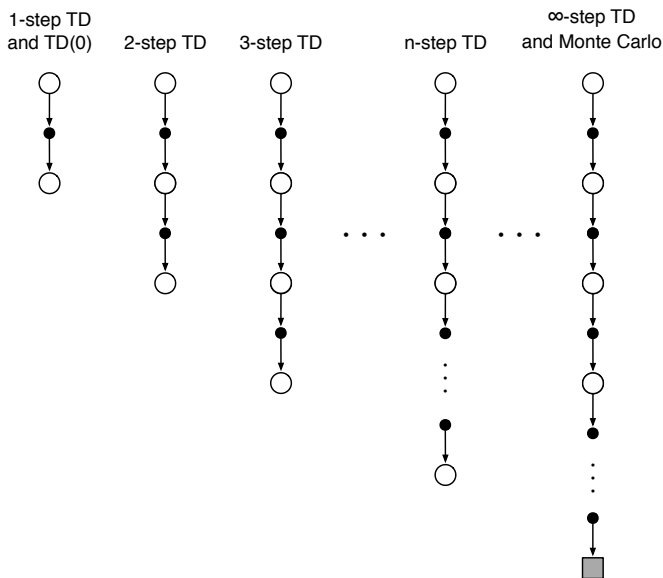 1-step TD
and TD(0)
2-step TD
3-step TD
n-step TD
∞-step TD
and Monte Carlo